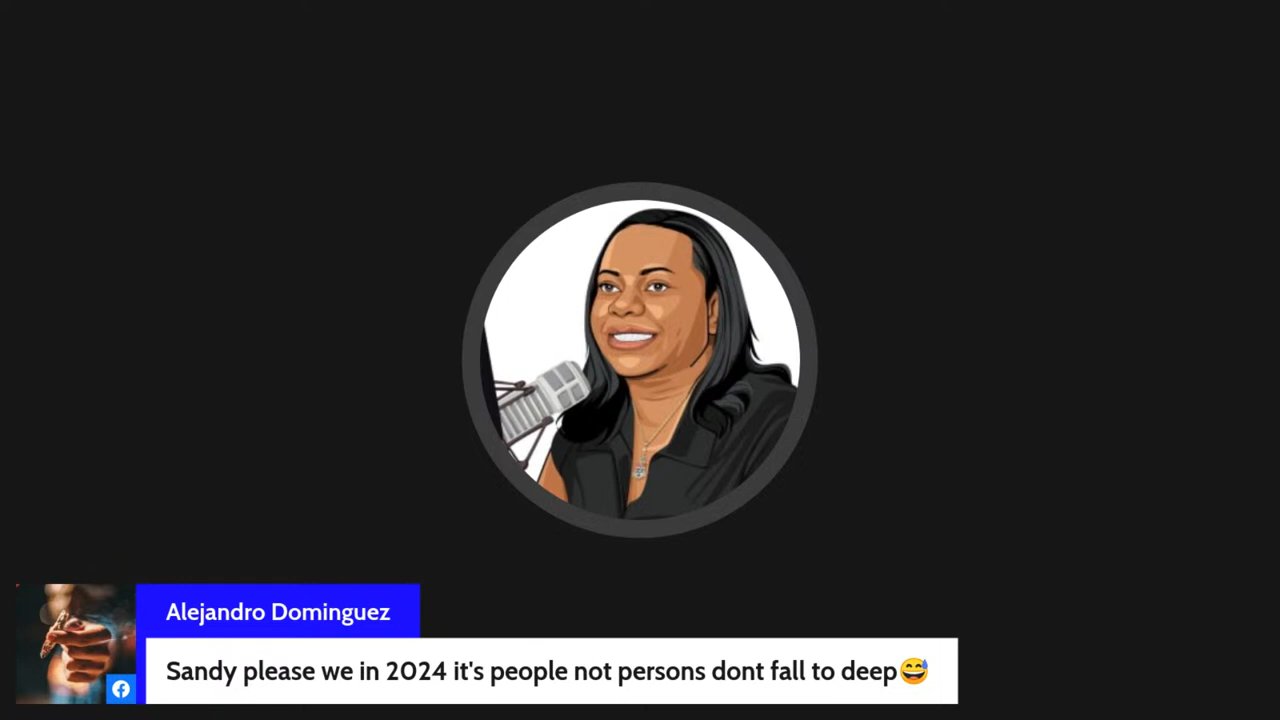 Alejandro Dominguez
Sandy please we in 2024 it's people not persons dont fall to deep😅